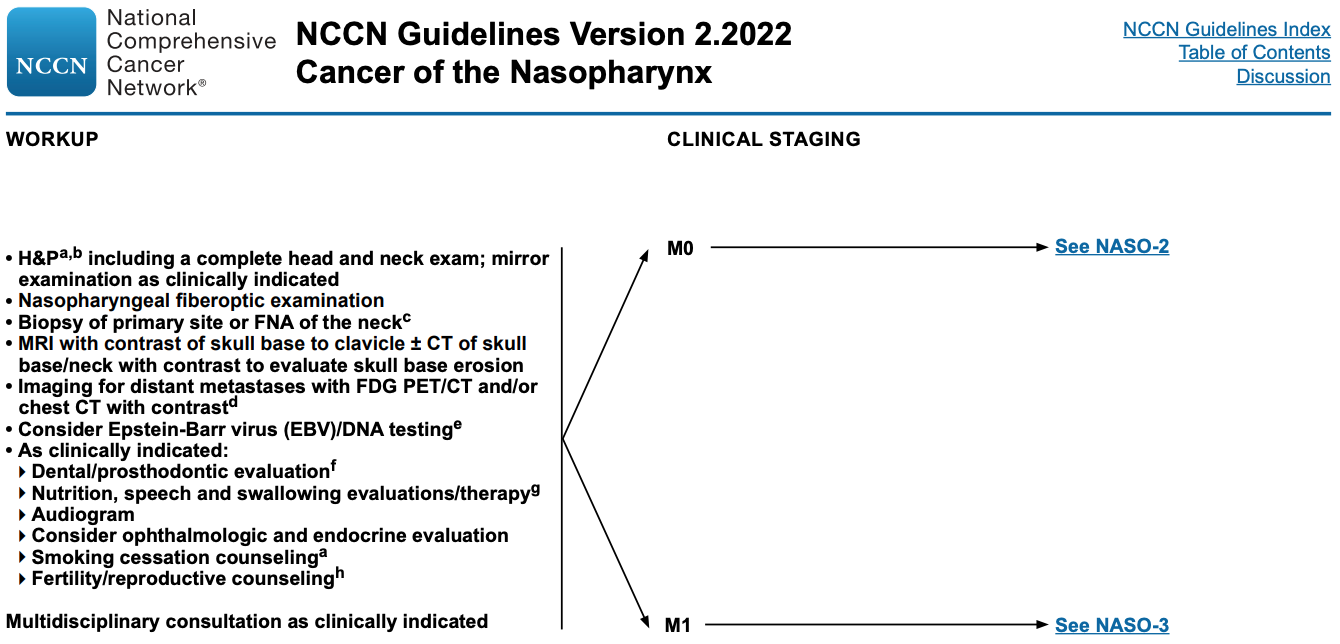 NCCN
National
Comprehensive
Cancer
Network®
NCCN Guidelines Version 2.2022
Cancer of the Nasopharynx
NCCN Guidelines Index
Table of Contents
Discussion
WORKUP
CLINICAL STAGING
• H&Pa,b including a complete head and neck exam; mirror
examination as clinically indicated
• Nasopharyngeal fiberoptic examination
• Biopsy of primary site or FNA of the neckc
• MRI with contrast of skull base to clavicle ± CT of skull
base/neck with contrast to evaluate skull base erosion
• Imaging for distant metastases with FDG PET/CT and/or
chest CT with contrastd
• Consider Epstein-Barr virus (EBV)/DNA testinge
• As clinically indicated:
Dental/prosthodontic evaluationf
Nutrition, speech and swallowing evaluations/therapyg
Audiogram
Consider ophthalmologic and endocrine evaluation
Smoking cessation counselinga
Fertility/reproductive counselingh
Multidisciplinary consultation as clinically indicated
M0
See NASO-2
M1
See NASO-3